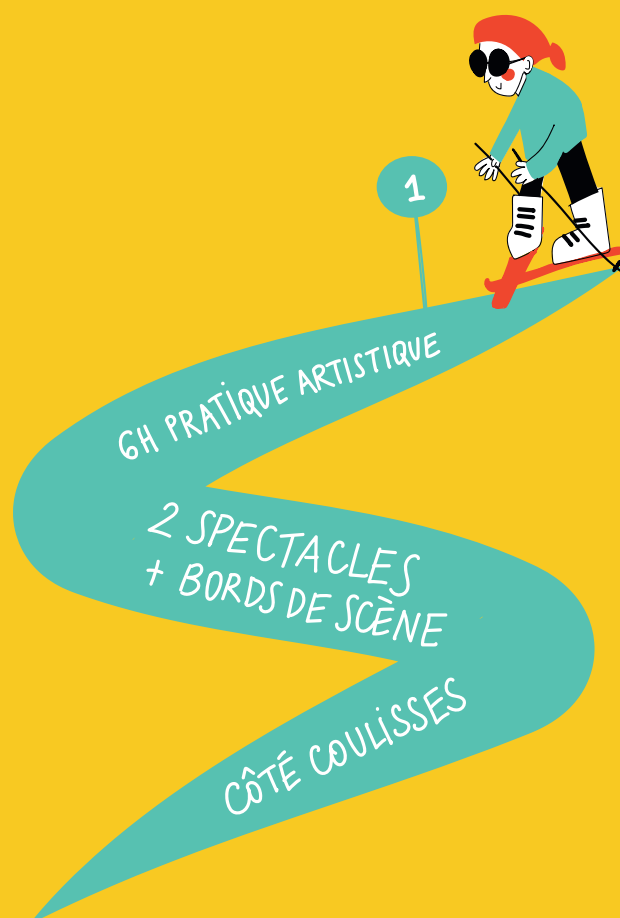 1
6H PRATIQUE ARTISTIQUE
2 SPECTACLES
+ BORDS DE SCÈNE
CÔTÉ COULISSES